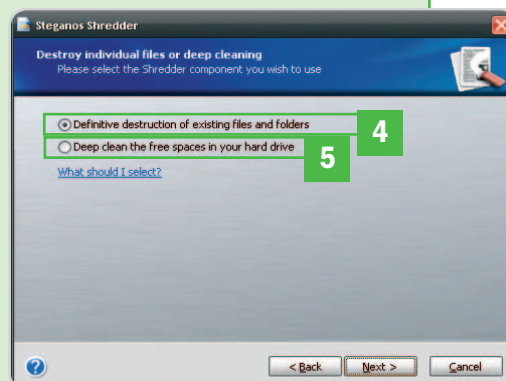 Steganos Shredder
Destroy individual files or deep cleaning
Please select the Shredder component you wish to use
Definitive destruction of existing files and folders
4
Deep clean the free spaces in your hard drive
5
What should I select?
?
< Back
Next >
Cancel